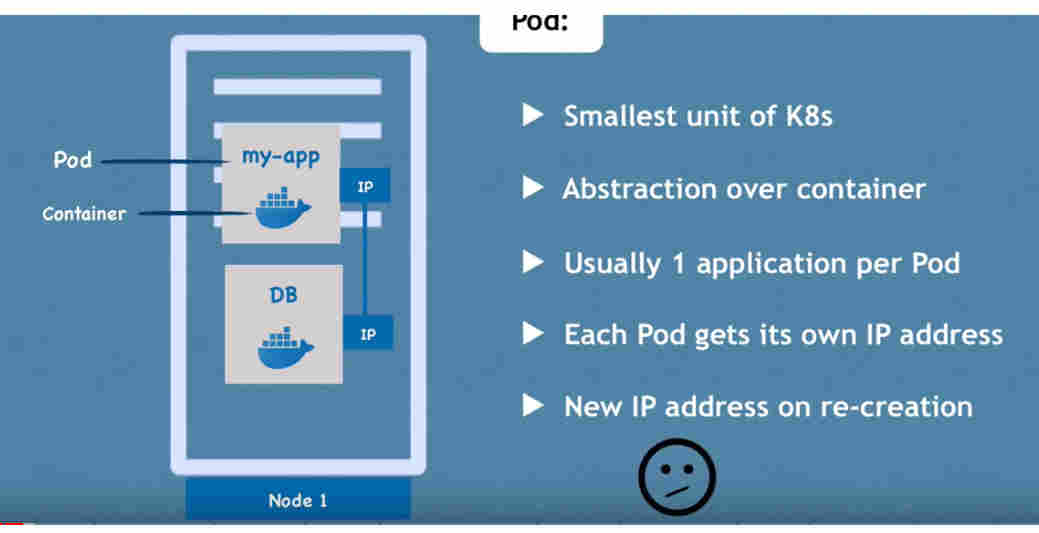 Pod:
Smallest unit of K8s
Abstraction over container
Usually 1 application per Pod
Each Pod gets its own IP address
New IP address on re-creation
Pod
my-app
IP
Container
DB
IP
Node 1